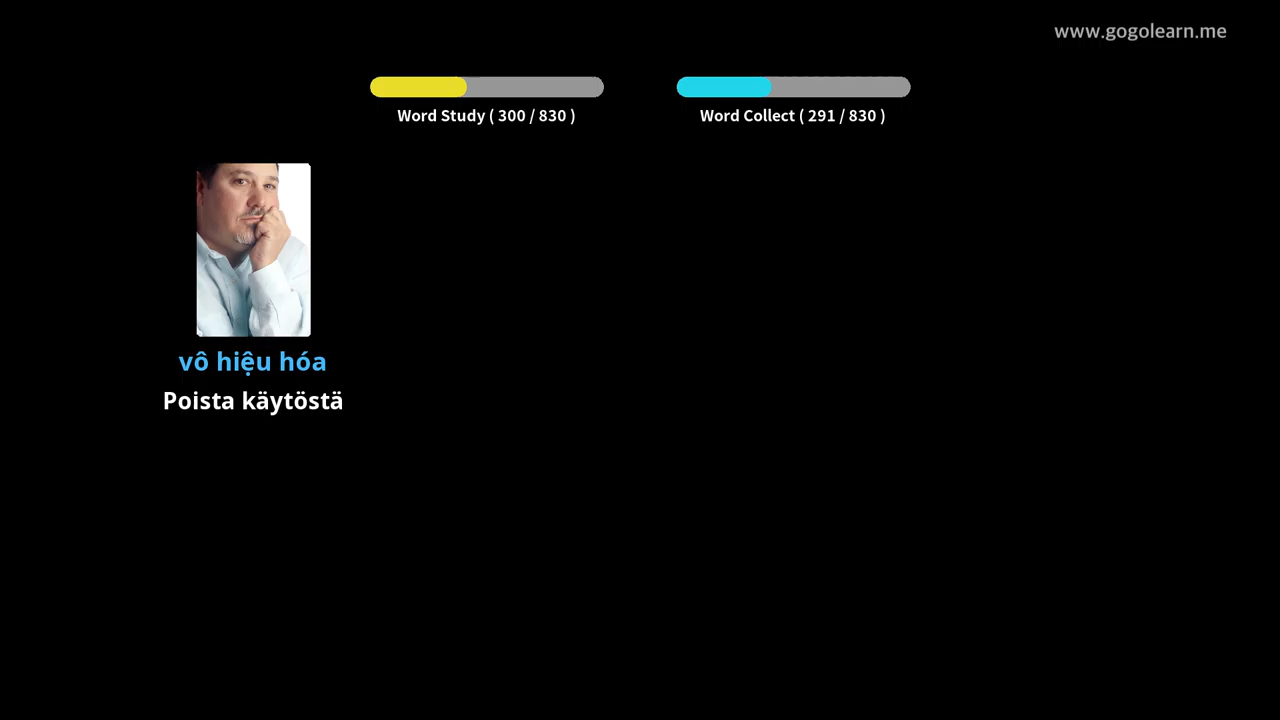 www.gogolearn.me
Word Study ( 300 / 830 )
Word Collect ( 291 / 830 )
vô hiệu hóa
Poista käytöstä